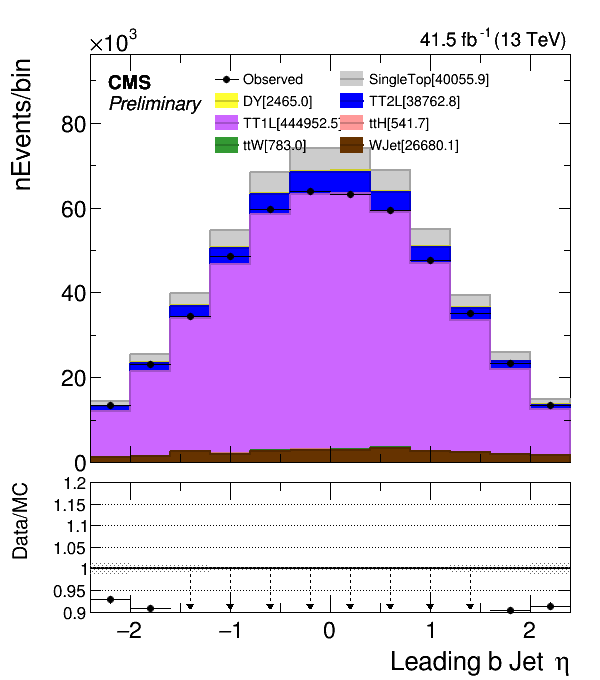 ×10³
41.5 fb⁻¹ (13 TeV)
CMS
Preliminary
Observed
SingleTop[40055.9]
DY[2465.0]
TT2L[38762.8]
TT1L[444952.5]
ttH[541.7]
ttW[783.0]
WJet[26680.1]
nEvents/bin
80
60
40
20
0
Data/MC
1.2
1.15
1.1
1.05
1
0.95
0.9
−2
−1
0
1
2
Leading b Jet η